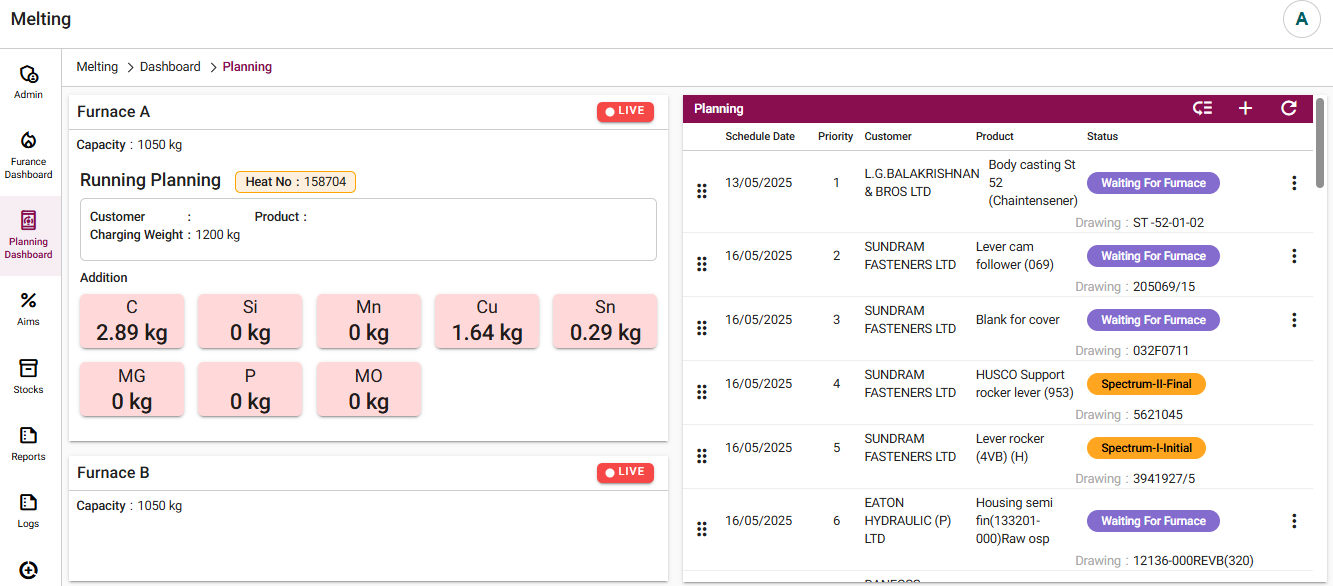 Melting
A
Admin
Furance
Dashboard
Planning
Dashboard
Aims
Stocks
Reports
Logs
Melting > Dashboard > Planning
Furnace A
LIVE
Capacity : 1050 kg
Running Planning
Heat No : 158704
Customer : Product :
Charging Weight : 1200 kg
Addition
C Si Mn Cu Sn
2.89 kg 0 kg 0 kg 1.64 kg 0.29 kg
MG P MO
0 kg 0 kg 0 kg
Furnace B
LIVE
Capacity : 1050 kg
Planning
Schedule Date Priority Customer Product Status
13/05/2025 1
L.G.BALAKRISHNAN
& BROS LTD
Body casting St
52
(Chaintensener)
Waiting For Furnace
Drawing : ST -52-01-02
16/05/2025 2
SUNDRAM
FASTENERS LTD
Lever cam
follower (069)
Waiting For Furnace
Drawing : 205069/15
16/05/2025 3
SUNDRAM
FASTENERS LTD
Blank for cover
Waiting For Furnace
Drawing : 032F0711
16/05/2025 4
SUNDRAM
FASTENERS LTD
HUSCO Support
rocker lever (953)
Spectrum-II-Final
Drawing : 5621045
16/05/2025 5
SUNDRAM
FASTENERS LTD
Lever rocker
(4VB) (H)
Spectrum-I-Initial
Drawing : 3941927/5
16/05/2025 6
EATON
HYDRAULIC (P)
LTD
Housing semi
fin(133201-
000)Raw osp
Waiting For Furnace
Drawing : 12136-000REVB(320)